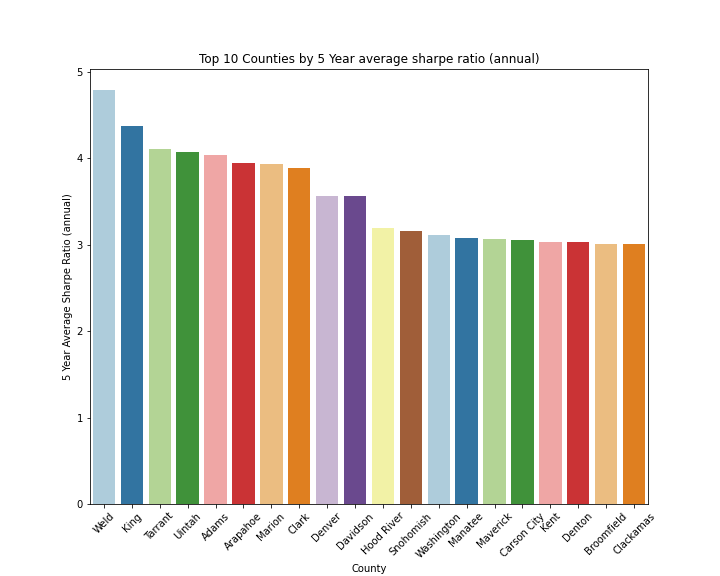 Top 10 Counties by 5 Year average sharpe ratio (annual)
5 Year Average Sharpe Ratio (annual)
5
4
3
2
1
0
Weld
King
Tarrant
Uintah
Adams
Arapahoe
Marion
Clark
Denver
Davidson
Hood River
Snohomish
Washington
Manatee
Maverick
Carson City
Kent
Denton
Broomfield
Clackamas
County